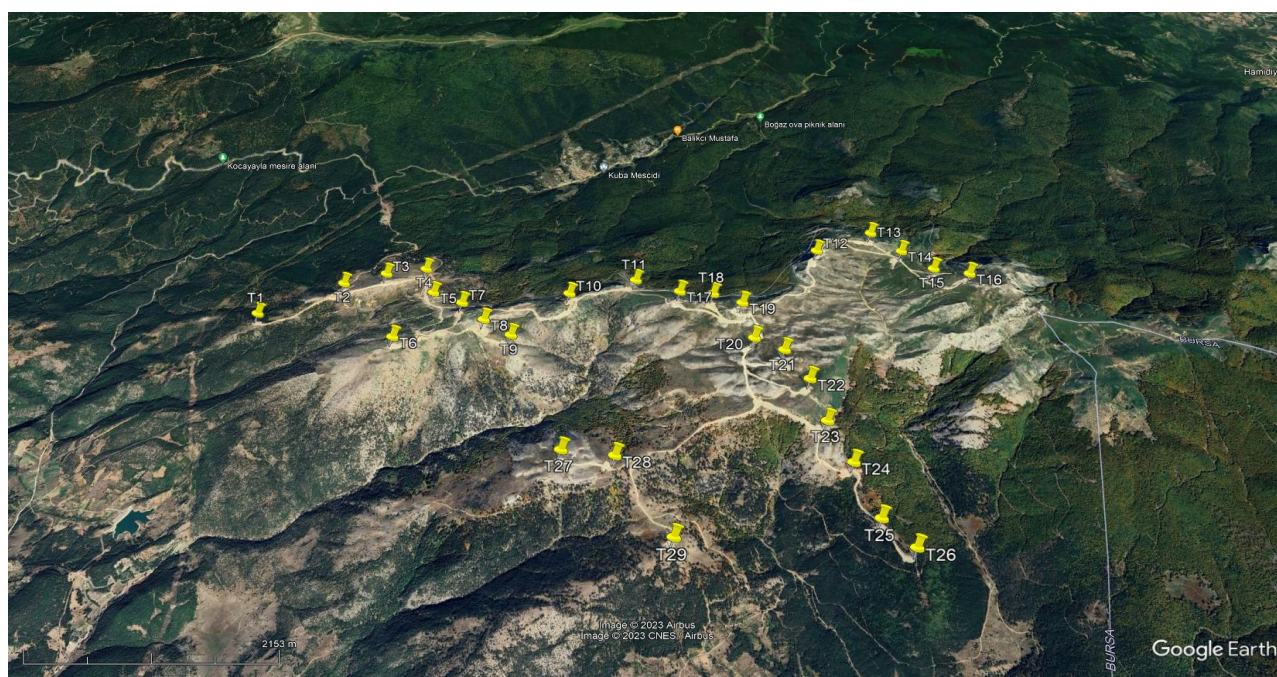 Hamidiy
Boğaz ova piknik alanı
Balıkcı Mustafa
Kocayayla mesire alanı
Kuba Mescidi
T13
T12
T14
T3
T11
T15
T16
T4
T2
T18
T1
T5
T7
T10
T17
T19
T8
T6
T9
T20
BURSA
T21
T22
T23
T27
T28
T24
T25
T29
T26
Image © 2023 Airbus
Image © 2023 CNES / Airbus
2153 m
Google Earth
BURSA